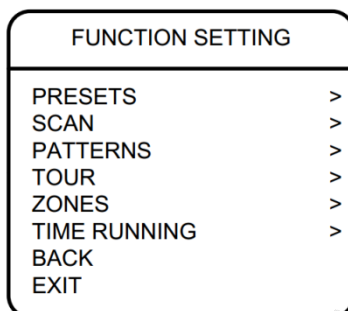 FUNCTION SETTING
PRESETS >
SCAN >
PATTERNS >
TOUR >
ZONES >
TIME RUNNING >
BACK
EXIT